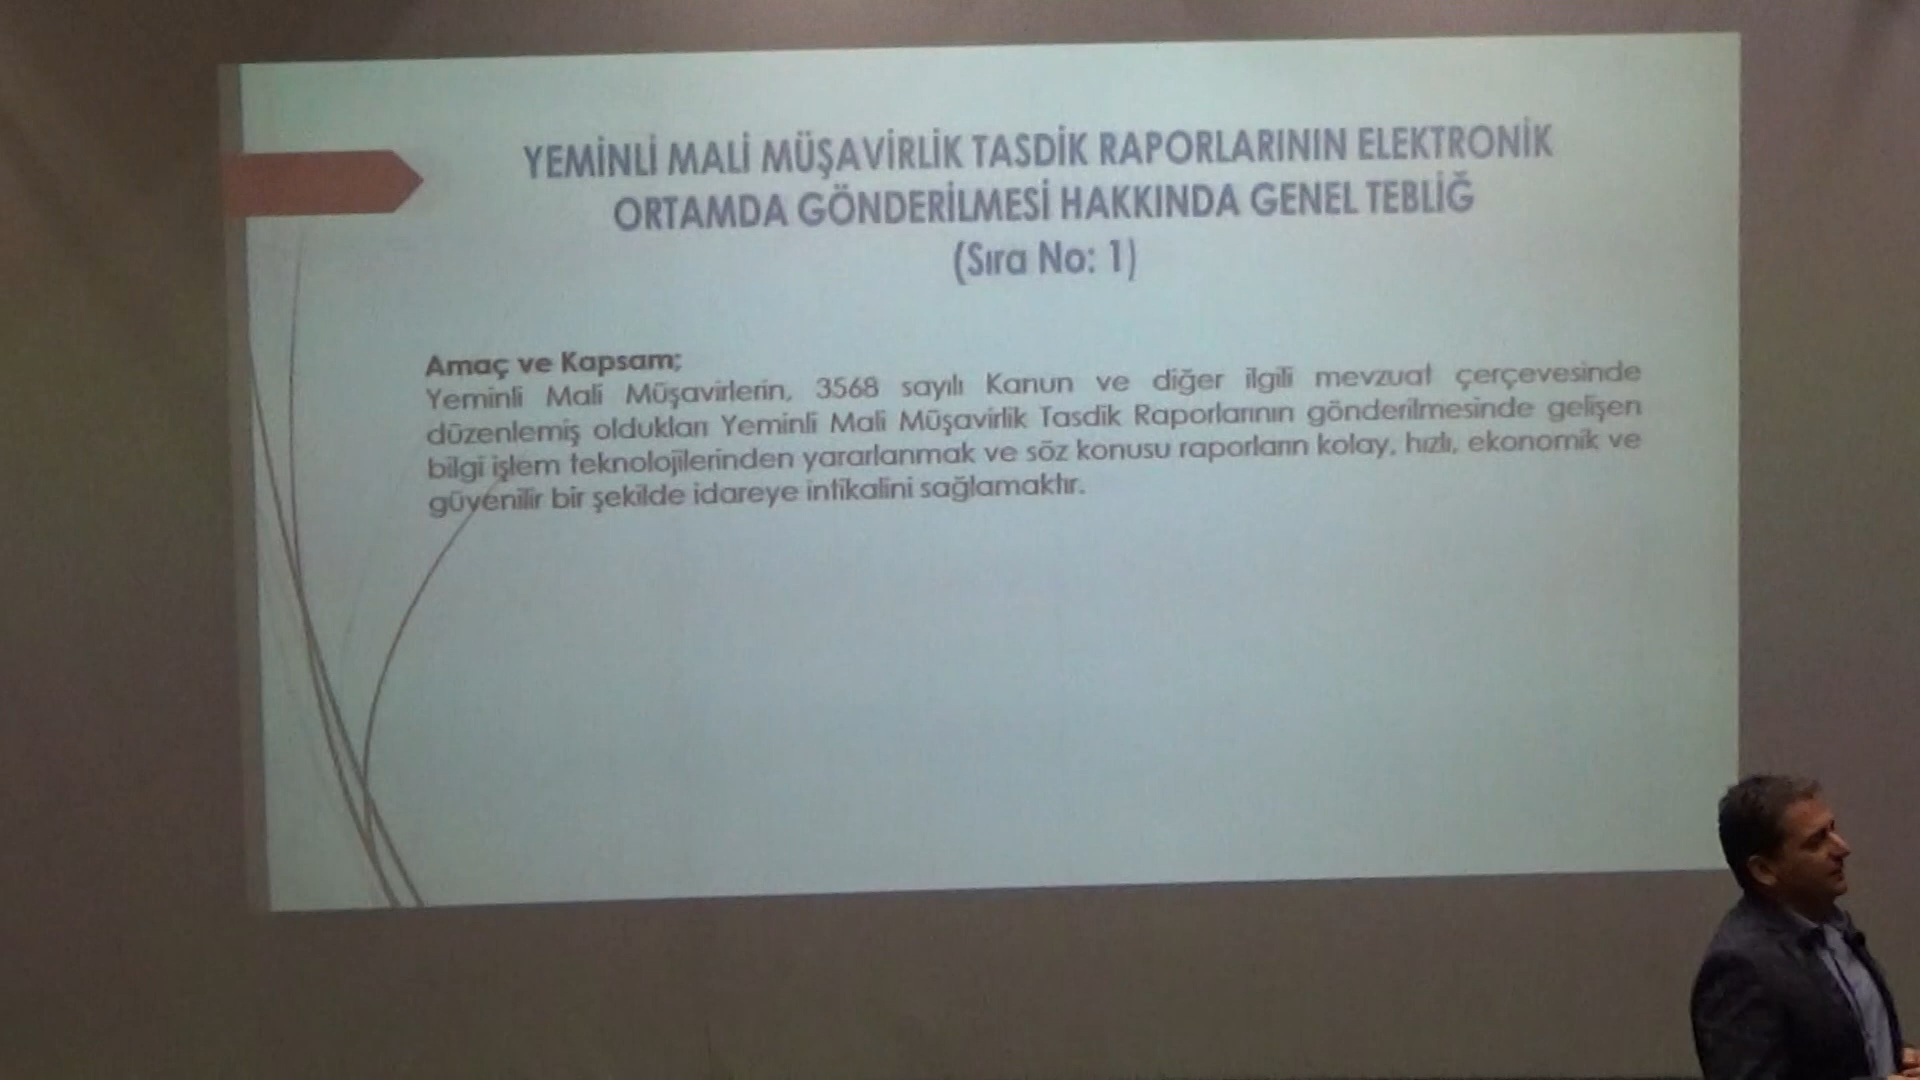 YEMİNLİ MALİ MÜŞAVİRLİK TASDİK RAPORLARININ ELEKTRONİK
ORTAMDA GÖNDERİLMESİ HAKKINDA GENEL TEBLİĞ
(Sıra No: 1)
Amaç ve Kapsam;
Yeminli Mali Müşavirlerin, 3568 sayılı Kanun ve diğer ilgili mevzuat çerçevesinde
düzenlemiş oldukları Yeminli Mali Müşavirlik Tasdik Raporlarının gönderilmesinde gelişen
bilgi işlem teknolojilerinden yararlanmak ve söz konusu raporların kolay, hızlı, ekonomik ve
güvenilir bir şekilde idareye intikalini sağlamaktır.